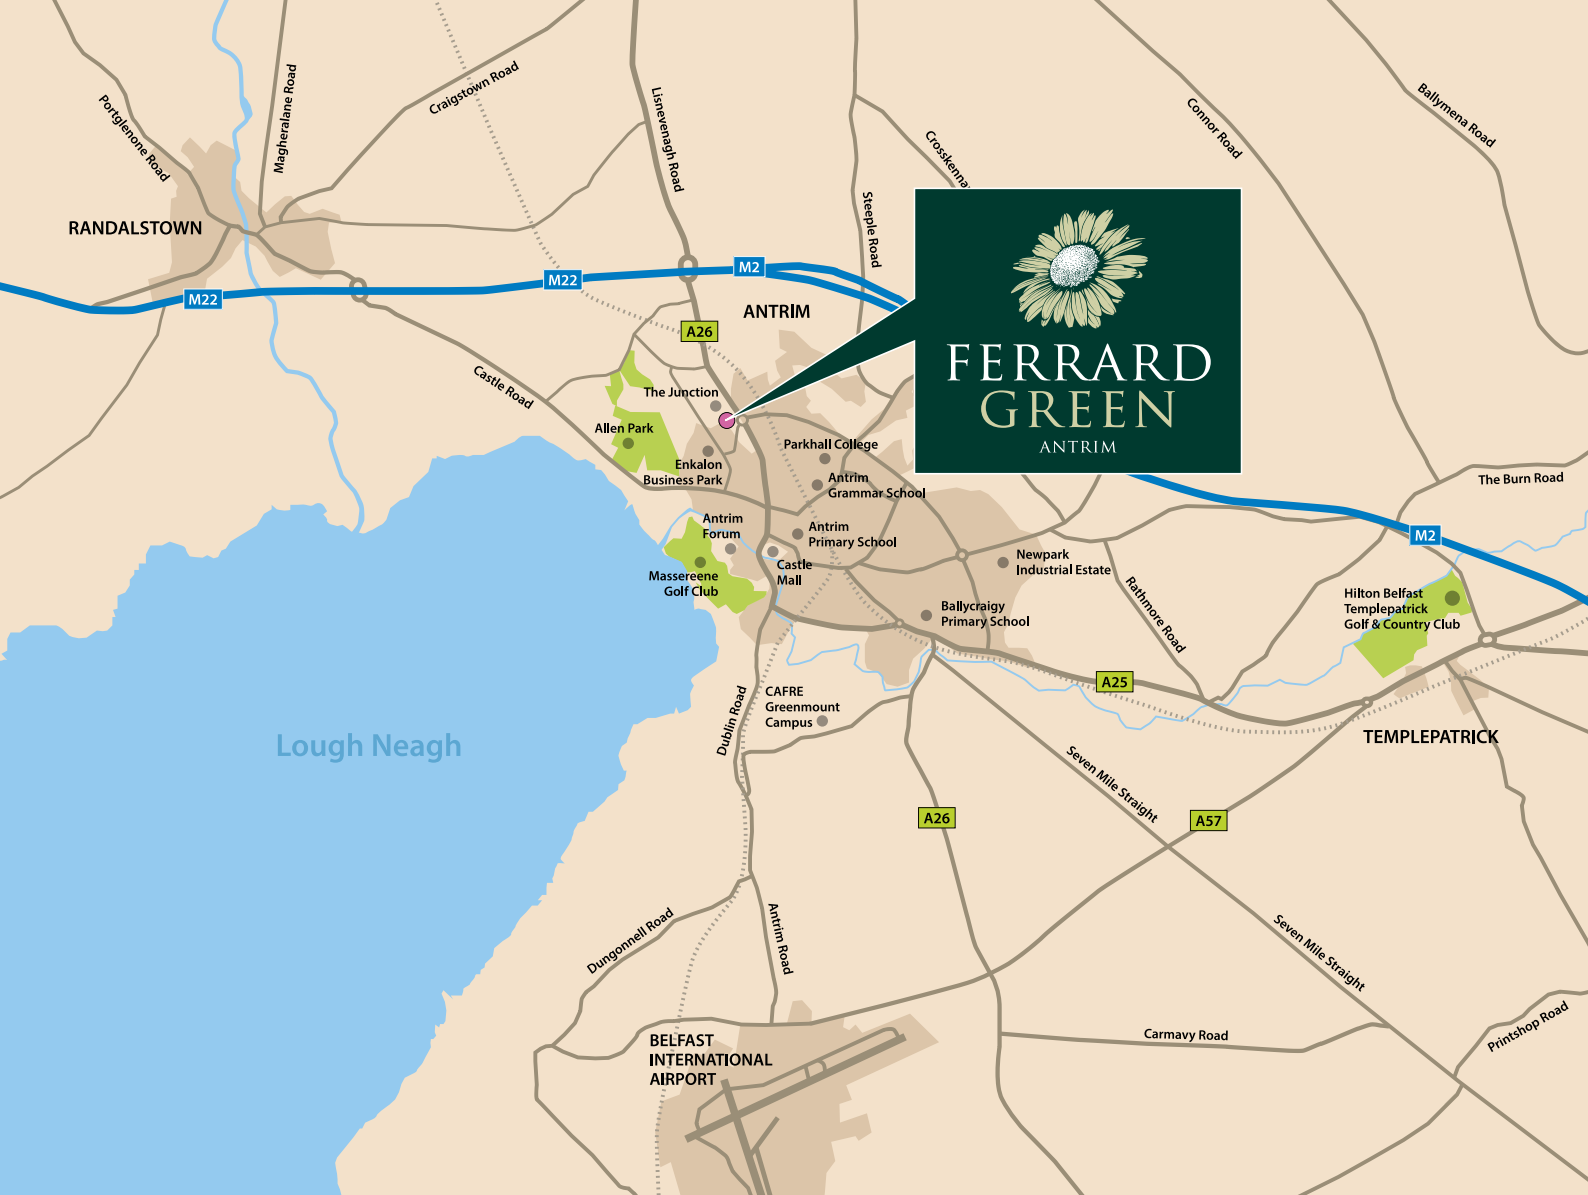 Portglenone Road
Magheralane Road
Craigstown Road
Lisnevenagh Road
Steeple Road
Connor Road
Ballymena Road
RANDALSTOWN
M22
M22
M2
ANTRIM
A26
FERRARD
GREEN
ANTRIM
Castle Road
The Junction
Allen Park
Enkalon
Business Park
Parkhall College
Antrim
Grammar School
The Burn Road
M2
Antrim
Forum
Antrim
Primary School
Castle
Mall
Massereene
Golf Club
Newpark
Industrial Estate
Ballycraigy
Primary School
Rathmore Road
Hilton Belfast
Templepatrick
Golf & Country Club
A25
CAFRE
Greenmount
Campus
Dublin Road
Lough Neagh
TEMPLEPATRICK
Seven Mile Straight
A26
A57
Dungonnell Road
Antrim Road
Seven Mile Straight
Carmavy Road
Printshop Road
BELFAST
INTERNATIONAL
AIRPORT